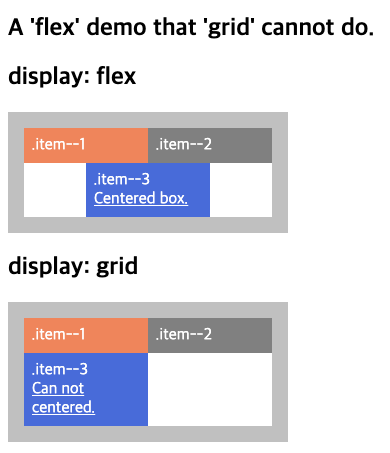 A 'flex' demo that 'grid' cannot do.
display: flex
.item--1
.item--2
.item--3
Centered box.
display: grid
.item--1
.item--2
.item--3
Can not
centered.